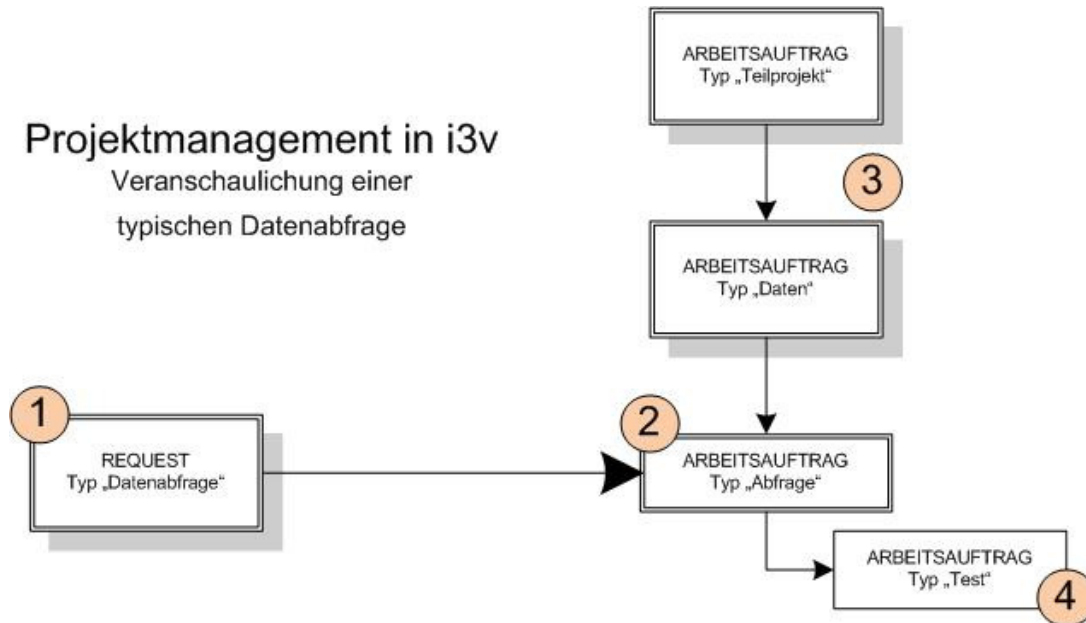 ARBEITSAUFTRAG
Typ „Teilprojekt“
Projektmanagement in i3v
Veranschaulichung einer
typischen Datenabfrage
3
ARBEITSAUFTRAG
Typ „Daten“
1
REQUEST
Typ „Datenabfrage“
2
ARBEITSAUFTRAG
Typ „Abfrage“
ARBEITSAUFTRAG
Typ „Test“
4